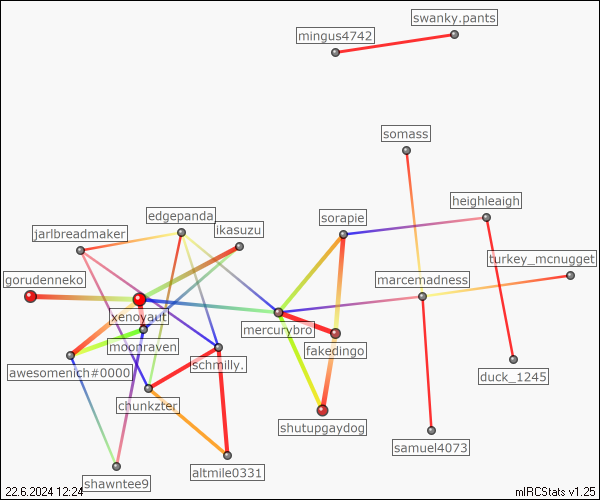 swanky.pants
mingus4742
somass
heighleaigh
edgepanda
sorapie
jarlbreadmaker
ikasuzu
turkey_mcnugget
gorudenneko
marcemadness
xenoyaut
mercurybro
moonraven
fakedingo
schmilly.
awesomenich#0000
duck_1245
chunkzter
shutupgaydog
samuel4073
altmile0331
shawntee9
22.6.2024 12:24
mIRCStats v1.25